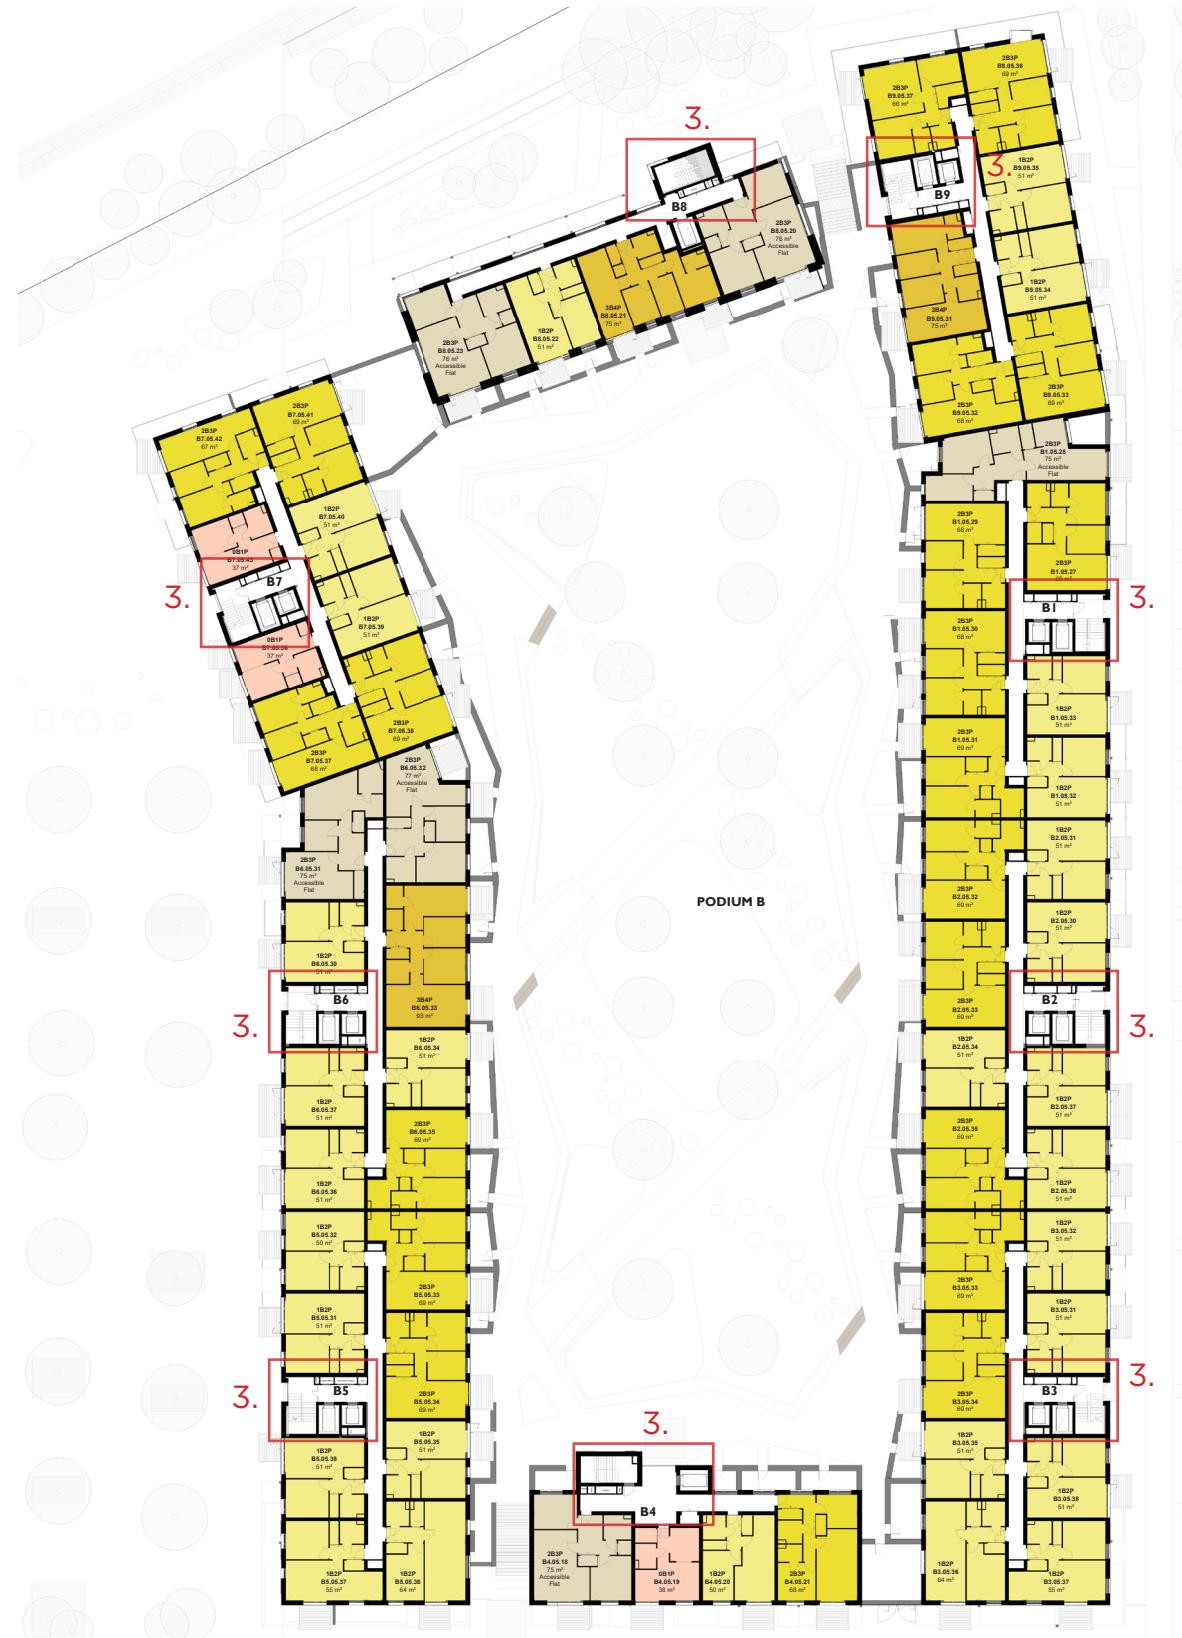 2B3P
B9.05.36
69 m²
2B3P
B9.05.37
66 m²
3.
3.
B9
1B2P
B9.05.35
51 m²
B8
2B3P
B8.05.20
76 m²
Accessible
Flat
1B2P
B9.05.34
51 m²
3B4P
B8.05.21
75 m²
3B4P
B9.05.31
75 m²
1B2P
B8.05.22
51 m²
2B3P
B8.05.23
76 m²
Accessible
Flat
2B3P
B9.05.33
69 m²
2B3P
B9.05.32
68 m²
2B3P
B7.05.41
69 m²
2B3P
B7.05.42
67 m²
2B3P
B1.05.28
75 m²
Accessible
Flat
1B2P
B7.05.40
51 m²
2B3P
B1.05.29
68 m²
0B1P
B7.05.43
37 m²
2B3P
B1.05.27
69 m²
B7
3.
B1
3.
1B2P
B7.05.39
51 m²
2B3P
B1.05.30
68 m²
0B1P
37 m²
1B2P
B1.05.33
51 m²
2B3P
B7.05.38
69 m²
2B3P
B1.05.31
69 m²
2B3P
B7.05.37
68 m²
2B3P
B6.05.32
77 m²
Accessible
Flat
1B2P
B1.05.32
51 m²
1B2P
B2.05.31
51 m²
2B3P
B6.05.31
75 m²
Accessible
Flat
2B3P
B2.05.32
69 m²
PODIUM B
1B2P
B2.05.30
51 m²
1B2P
B6.05.30
51 m²
B6
3.
3B4P
B6.05.33
93 m²
2B3P
B2.05.33
69 m²
B2
3.
1B2P
B6.05.34
51 m²
1B2P
B2.05.34
51 m²
1B2P
B6.05.37
51 m²
1B2P
B2.05.37
51 m²
2B3P
B6.05.35
69 m²
2B3P
B2.05.35
69 m²
1B2P
B6.05.36
51 m²
1B2P
B2.05.36
51 m²
1B2P
B5.05.32
50 m²
1B2P
B3.05.32
51 m²
2B3P
B5.05.33
69 m²
2B3P
B3.05.33
69 m²
1B2P
B5.05.31
51 m²
1B2P
B3.05.31
51 m²
B5
3.
2B3P
B5.05.34
69 m²
2B3P
B3.05.34
69 m²
B3
3.
3.
1B2P
B5.05.38
51 m²
1B2P
B5.05.35
51 m²
1B2P
B3.05.35
51 m²
1B2P
B3.05.38
51 m²
B4
2B3P
B4.05.18
75 m²
Accessible
Flat
0B1P
B4.05.19
38 m²
1B2P
B4.05.20
50 m²
2B3P
B4.05.21
68 m²
1B2P
B5.05.37
55 m²
1B2P
B5.05.36
64 m²
1B2P
B3.05.36
64 m²
1B2P
B3.05.37
55 m²